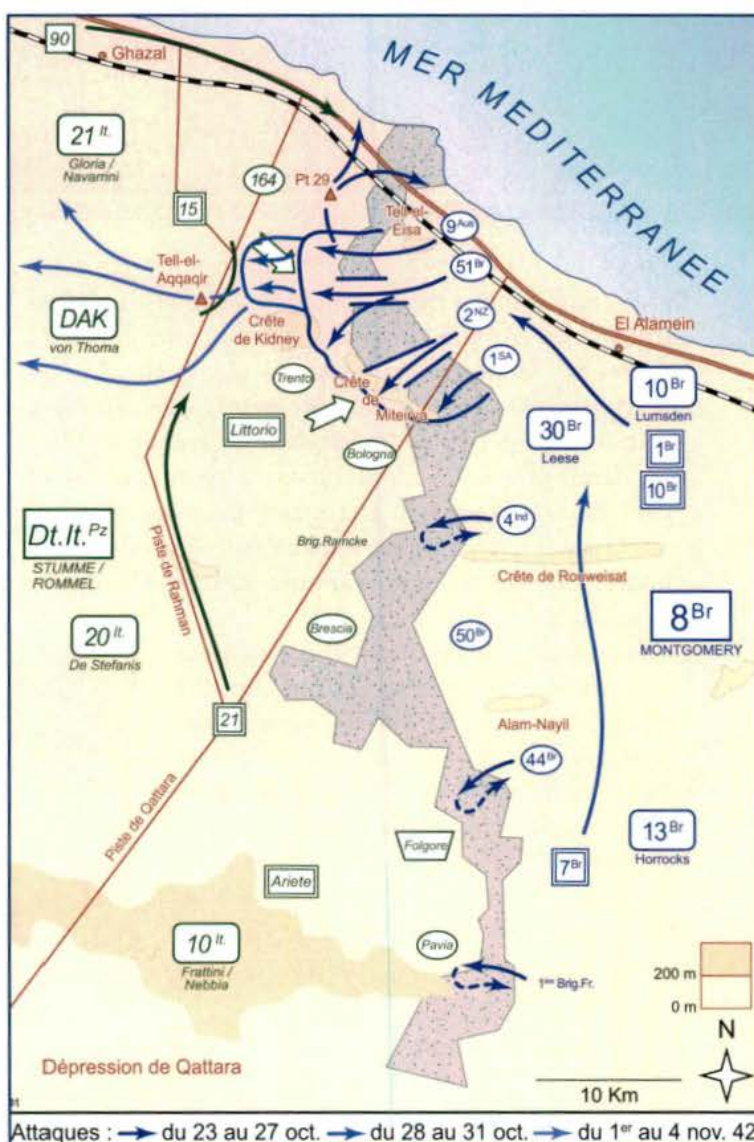 90
Ghazal
MER MEDITERRANEE
21 It.
Gloria /
Navarrini
164
Pt 29
15
Tell-el-
Eisa
9 Aus
51 Br
Tell-el-
Aqqaqir
2 NZ
DAK
von Thoma
Crête
de Kidney
El Alamein
1 SA
Trento
Crête
de
Miteiriya
10 Br
Lumsden
30 Br
Leese
1 Br
Littorio
Bologna
10 Br
Dt.It. Pz
STUMME /
ROMMEL
Piste de Rahman
Brig.Ramcke
4 Ind
Crête de Rouweisat
8 Br
MONTGOMERY
20 It.
De Stefanis
Brescia
50 Br
21
Alam-Nayil
44 Br
Piste de Qattara
Folgore
13 Br
Horrocks
7 Br
Ariete
10 It.
Frattini /
Nebbia
Pavia
1ère Brig.Fr.
200 m
0 m
N
Dépression de Qattara
10 Km
Attaques : du 23 au 27 oct. du 28 au 31 oct. du 1er au 4 nov. 42